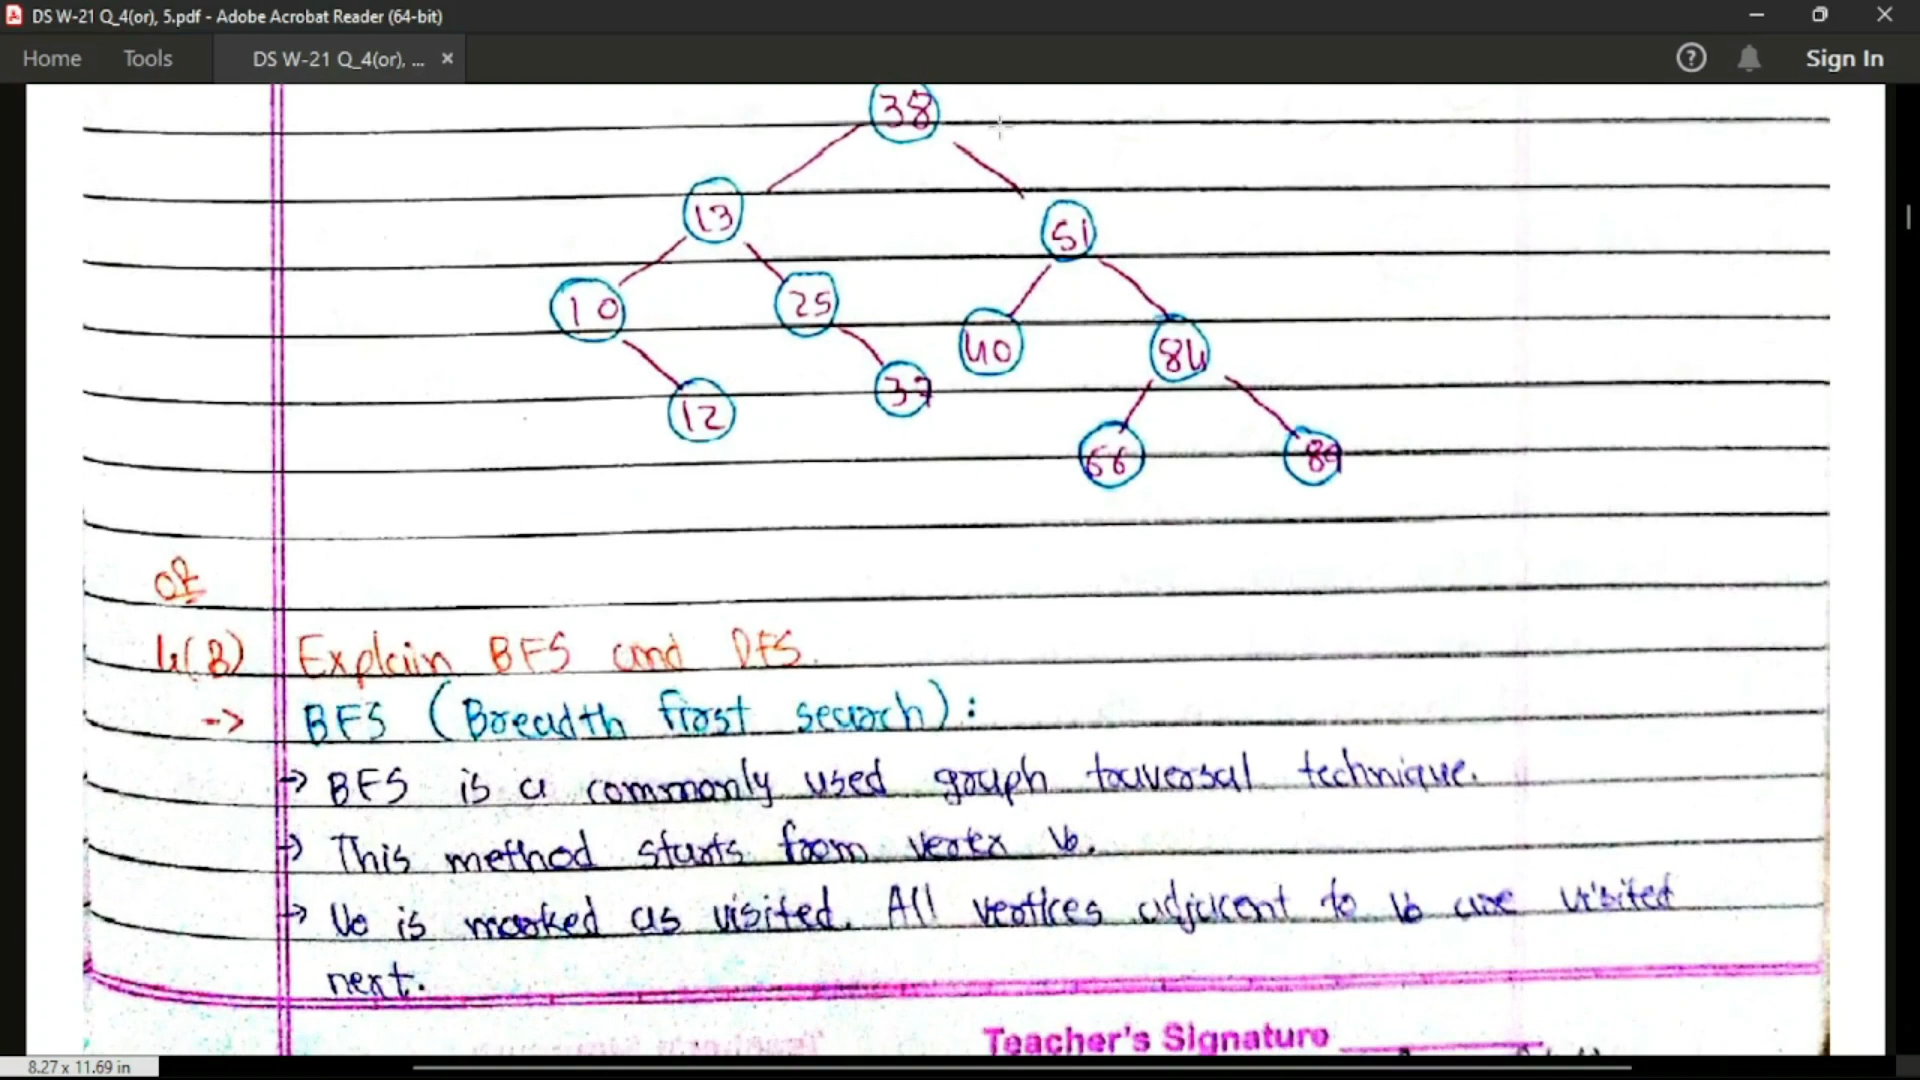 DS W-21 Q_4(or), 5.pdf - Adobe Acrobat Reader (64-bit)
Home Tools DS W-21 Q_4(or), ... × Sign In
38
13
51
10 25
40 84
12 37
56 89
or
4(B) Explain BFS and DFS.
-> BFS (Breadth first search):
→ BFS is a commonly used graph traversal technique.
→ This method starts from vertex V0.
→ V0 is marked as visited. All vertices adjacent to V0 are visited
next.
Teacher's Signature
8.27 x 11.69 in